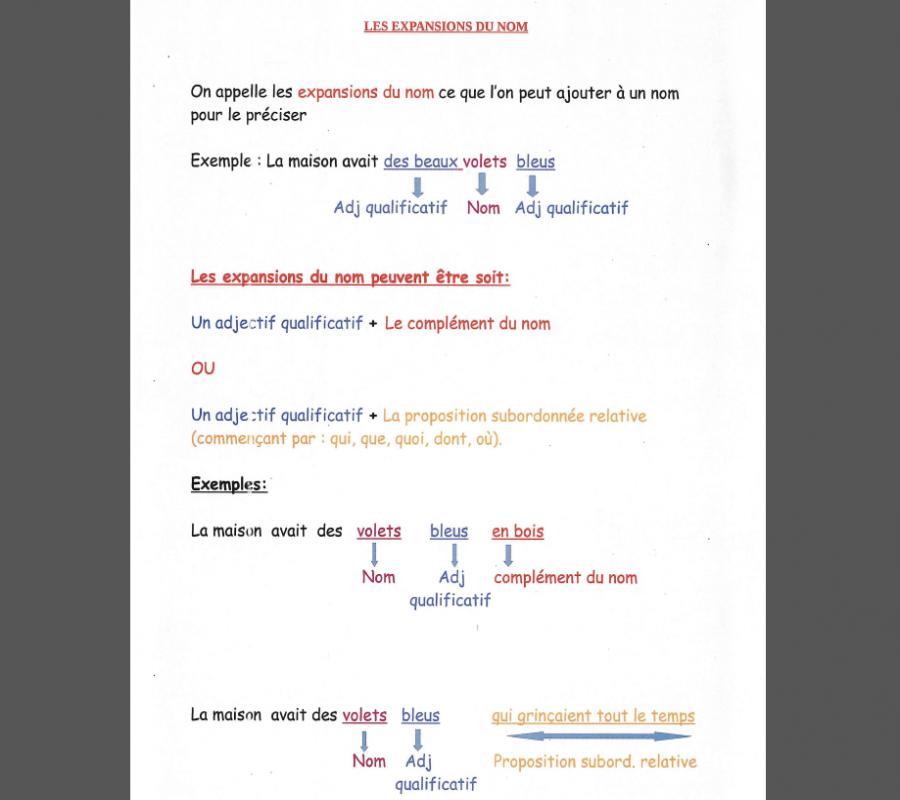 LES EXPANSIONS DU NOM
On appelle les expansions du nom ce que l'on peut ajouter à un nom
pour le préciser
Exemple : La maison avait des beaux volets bleus
Adj qualificatif Nom Adj qualificatif
Les expansions du nom peuvent être soit:
Un adjectif qualificatif + Le complément du nom
OU
Un adjectif qualificatif + La proposition subordonnée relative
(commençant par : qui, que, quoi, dont, où).
Exemples:
La maison avait des volets bleus en bois
Nom Adj complément du nom
qualificatif
La maison avait des volets bleus qui grinçaient tout le temps
Nom Adj Proposition subord. relative
qualificatif